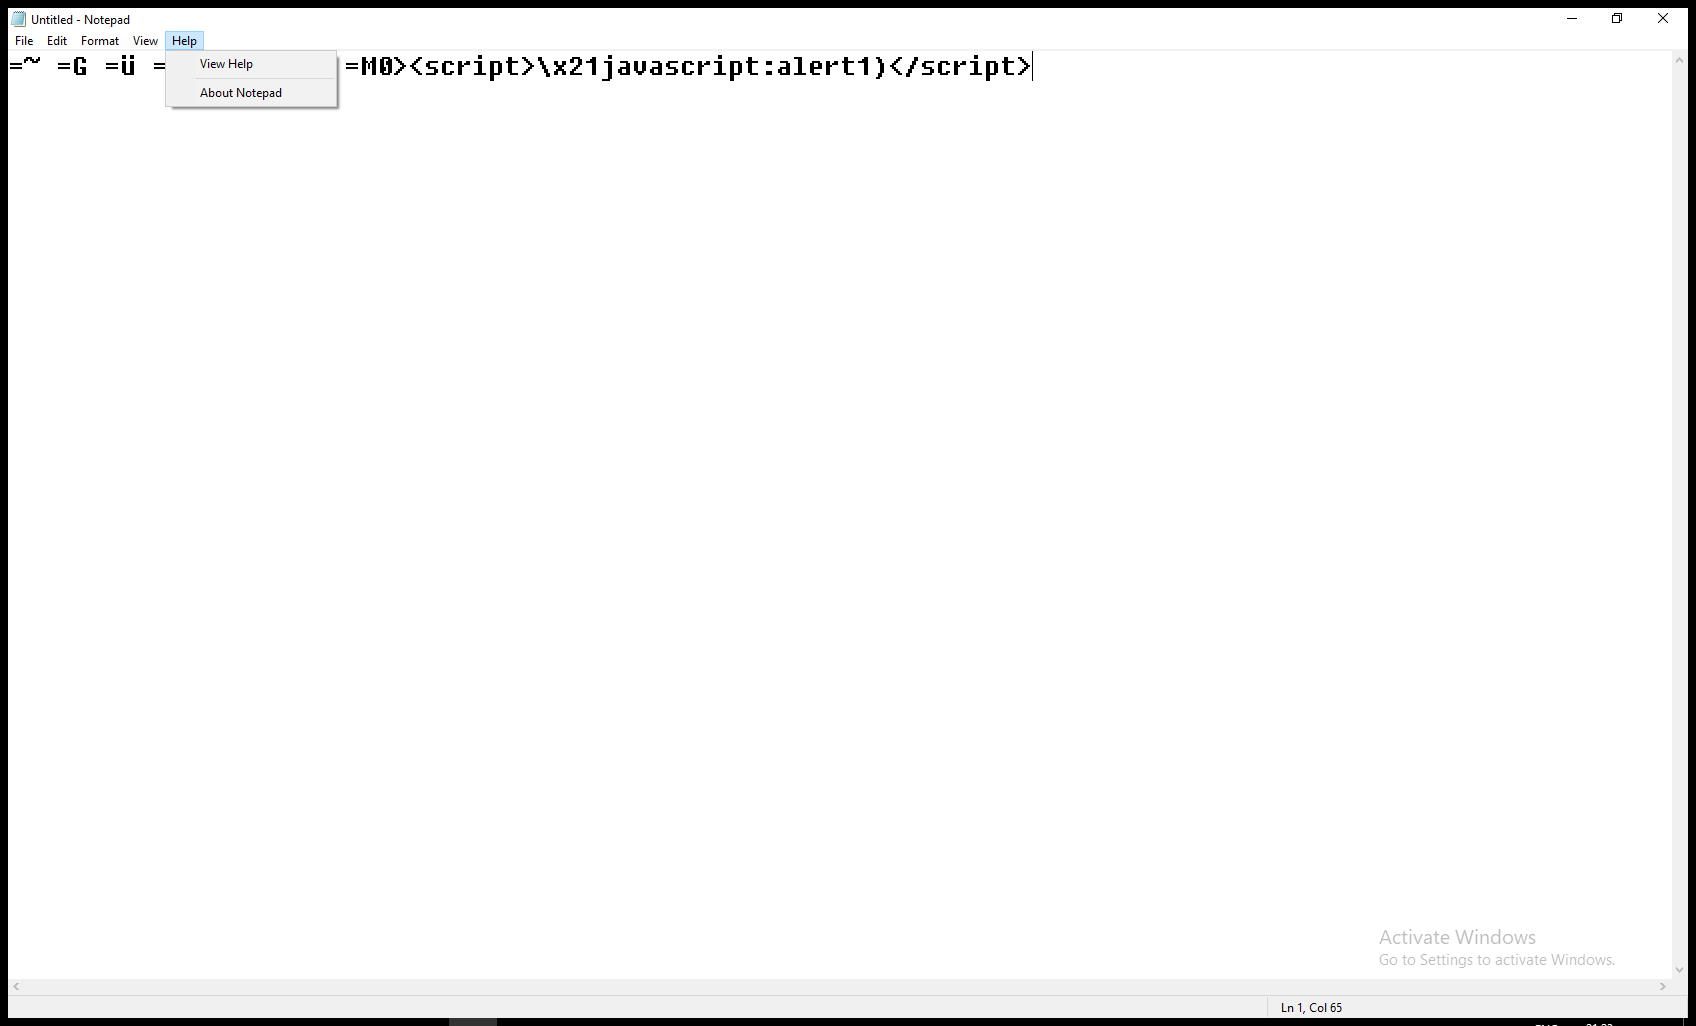 Untitled - Notepad
File Edit Format View Help
=~ =G =ü = =M0><script>\x21javascript:alert1)</script>
View Help
About Notepad
Activate Windows
Go to Settings to activate Windows.
Ln 1, Col 65